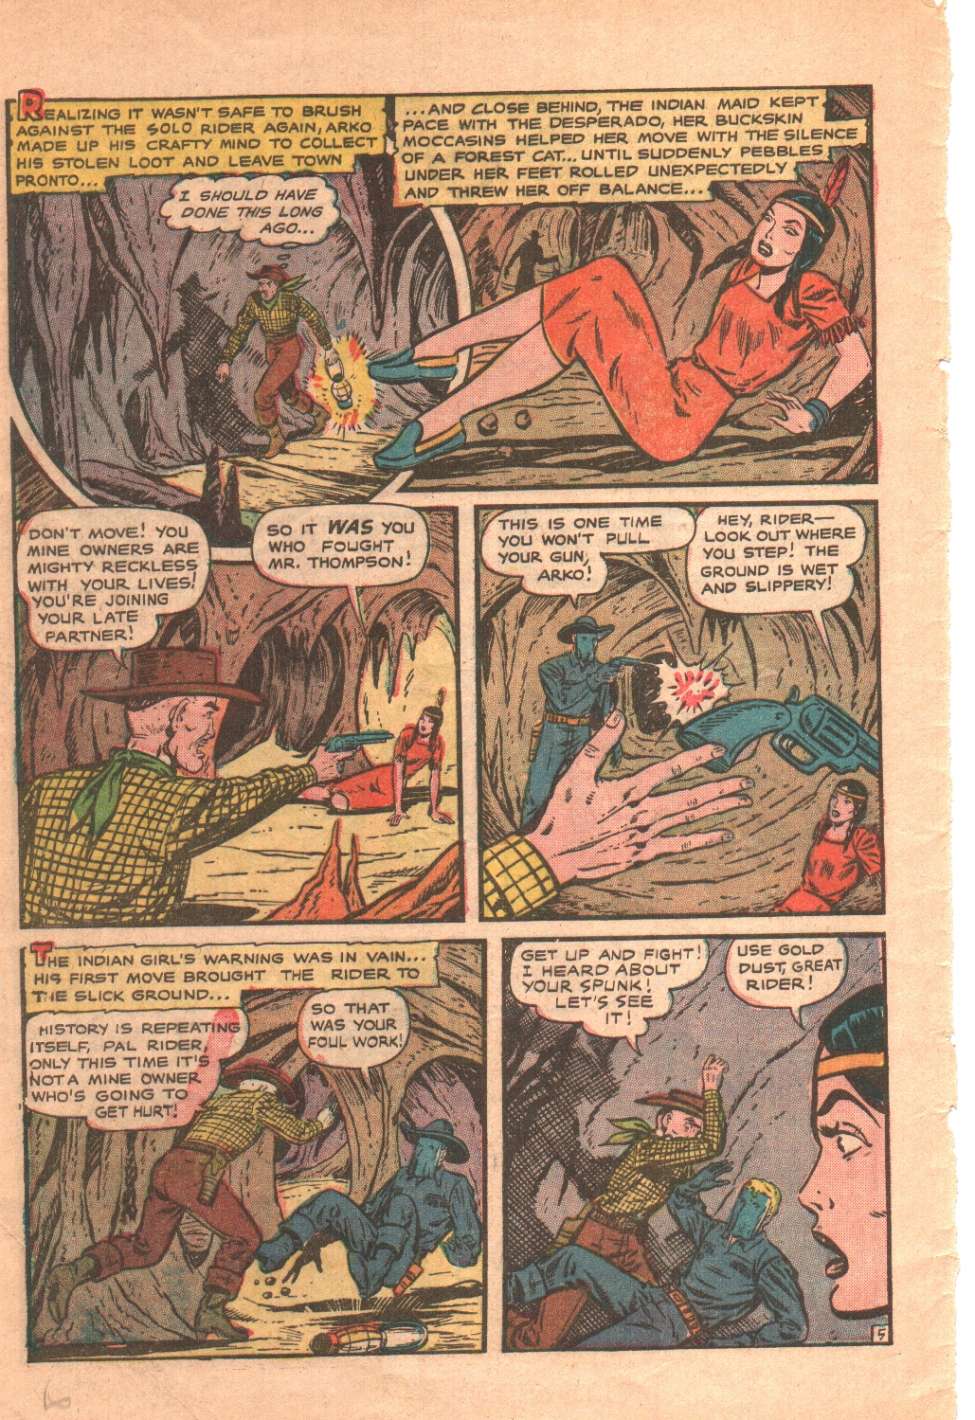 REALIZING IT WASN'T SAFE TO BRUSH
AGAINST THE SOLO RIDER AGAIN, ARKO
MADE UP HIS CRAFTY MIND TO COLLECT
HIS STOLEN LOOT AND LEAVE TOWN
PRONTO...
I SHOULD HAVE
DONE THIS LONG
AGO...
...AND CLOSE BEHIND, THE INDIAN MAID KEPT
PACE WITH THE DESPERADO, HER BUCKSKIN
MOCCASINS HELPED HER MOVE WITH THE SILENCE
OF A FOREST CAT... UNTIL SUDDENLY PEBBLES
UNDER HER FEET ROLLED UNEXPECTEDLY
AND THREW HER OFF BALANCE...
DON'T MOVE! YOU
MINE OWNERS ARE
MIGHTY RECKLESS
WITH YOUR LIVES!
YOU'RE JOINING
YOUR LATE
PARTNER!
SO IT WAS YOU
WHO FOUGHT
MR. THOMPSON!
THIS IS ONE TIME
YOU WON'T PULL
YOUR GUN,
ARKO!
HEY, RIDER—
LOOK OUT WHERE
YOU STEP! THE
GROUND IS WET
AND SLIPPERY!
THE INDIAN GIRL'S WARNING WAS IN VAIN...
HIS FIRST MOVE BROUGHT THE RIDER TO
THE SLICK GROUND...
HISTORY IS REPEATING
ITSELF, PAL RIDER,
ONLY THIS TIME IT'S
NOT A MINE OWNER
WHO'S GOING TO
GET HURT!
SO THAT
WAS YOUR
FOUL WORK!
GET UP AND FIGHT!
I HEARD ABOUT
YOUR SPUNK!
LET'S SEE
IT!
USE GOLD
DUST, GREAT
RIDER!
5
6